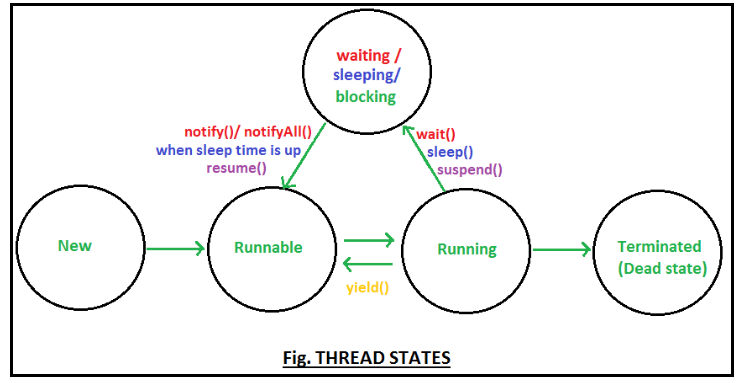 waiting /
sleeping/
blocking
notify()/ notifyAll()
when sleep time is up
resume()
wait()
sleep()
suspend()
New
Runnable
Running
Terminated
(Dead state)
yield()
Fig. THREAD STATES